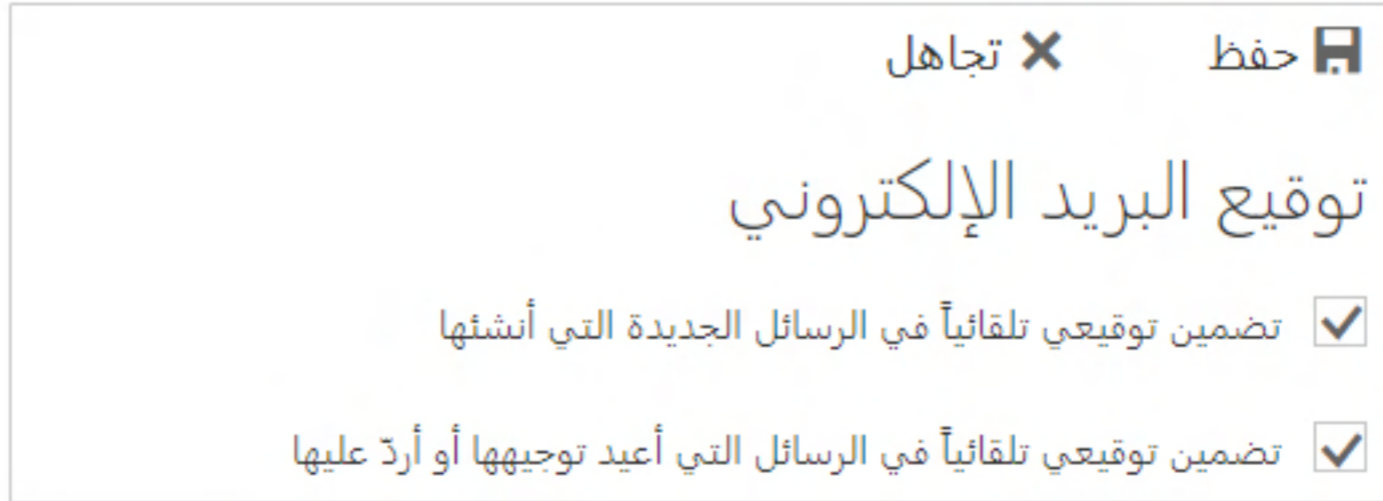 حفظ تجاهل
توقيع البريد الإلكتروني
تضمين توقيعي تلقائياً في الرسائل الجديدة التي أنشئها
تضمين توقيعي تلقائياً في الرسائل التي أعيد توجيهها أو أردّ عليها